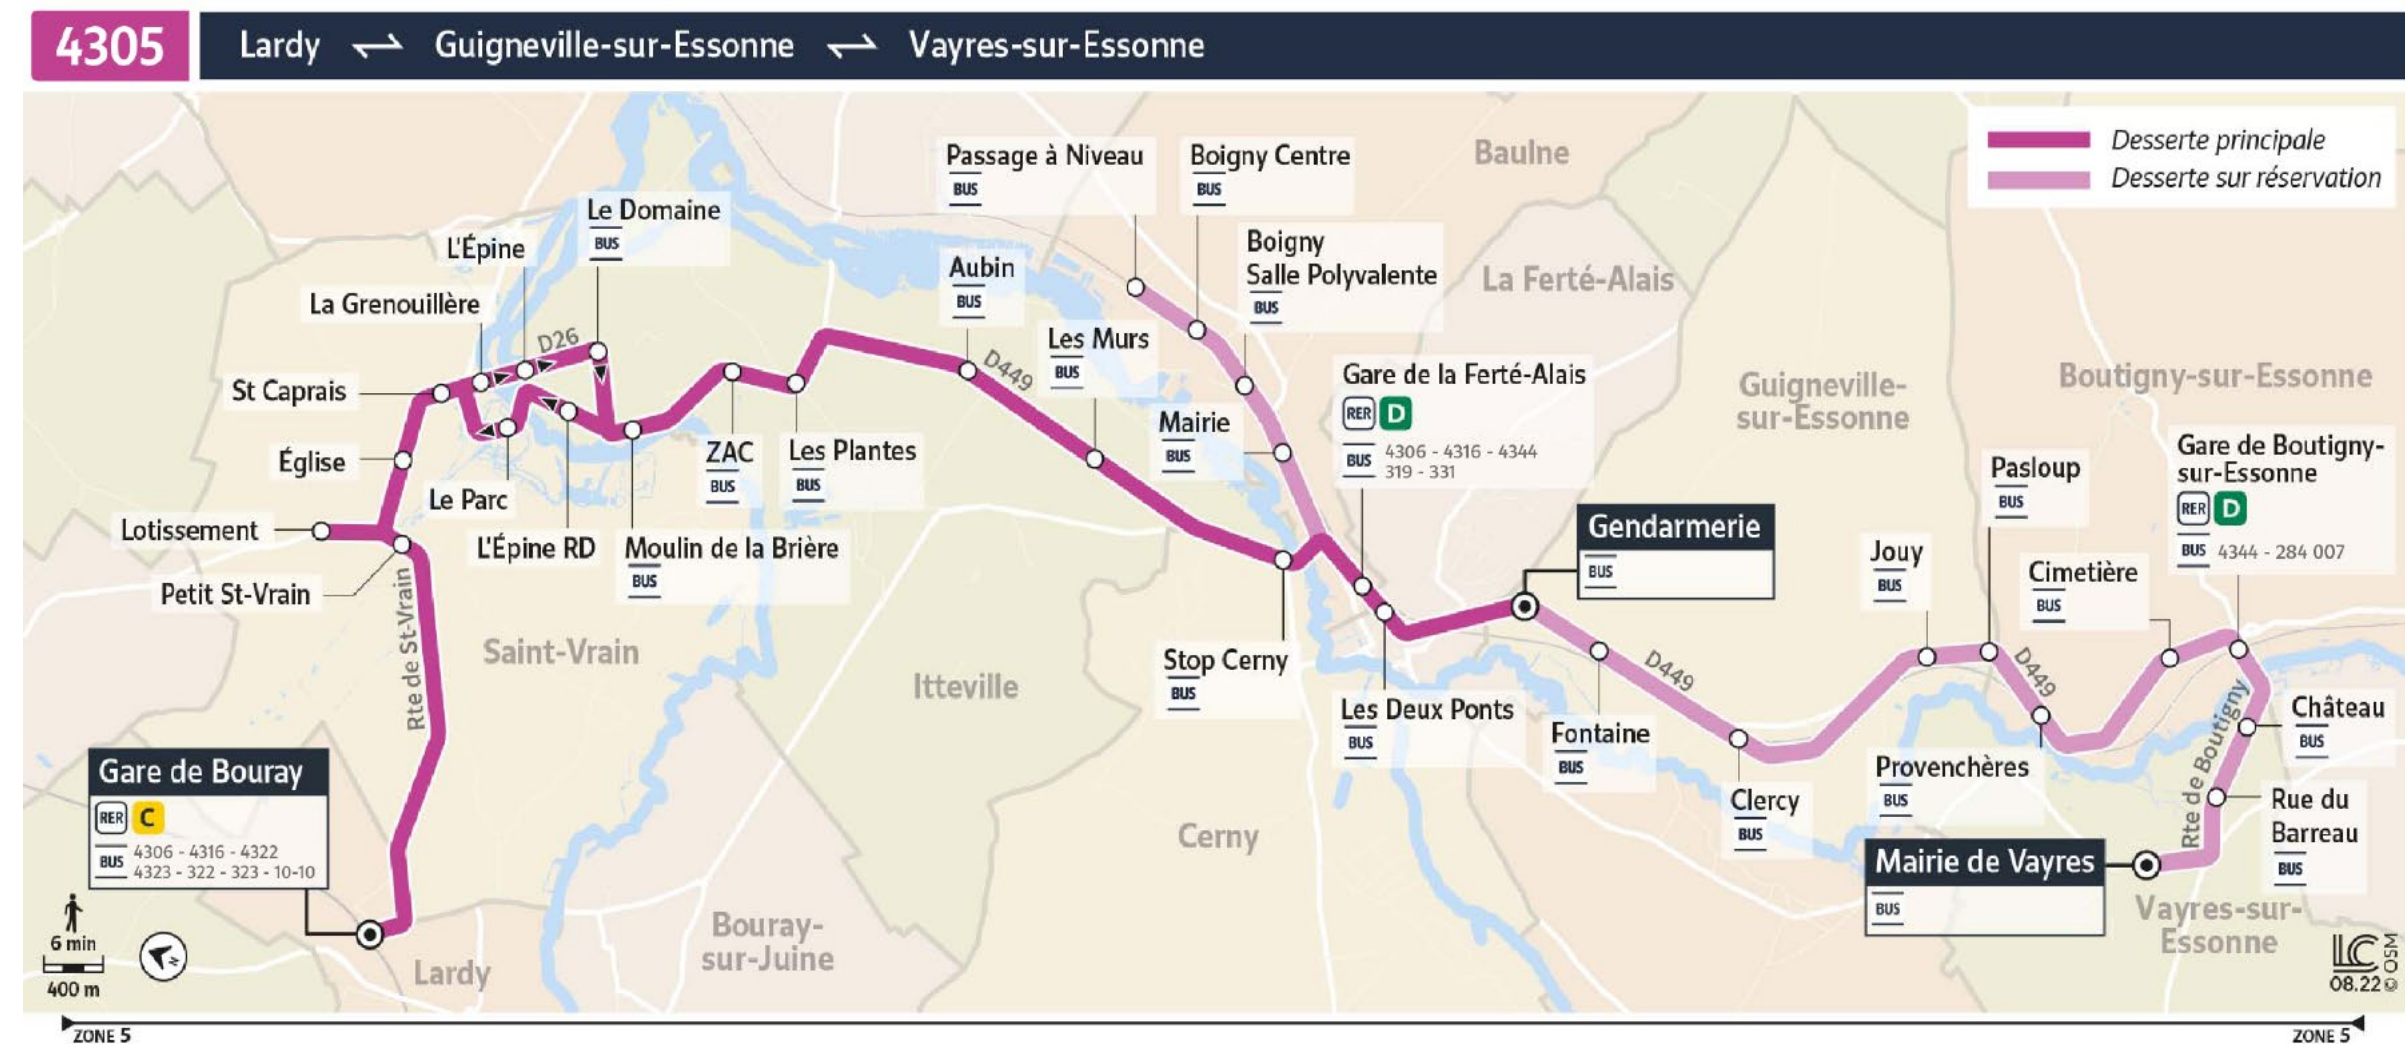 4305
Lardy ⇌ Guigneville-sur-Essonne ⇌ Vayres-sur-Essonne
Desserte principale
Desserte sur réservation
Passage à Niveau
BUS
Boigny Centre
BUS
Baulne
Le Domaine
BUS
L'Épine
Boigny
Salle Polyvalente
BUS
Aubin
BUS
La Ferté-Alais
La Grenouillère
D26
Les Murs
BUS
D449
St Caprais
Gare de la Ferté-Alais
RER D
BUS 4306 - 4316 - 4344
319 - 331
Guigneville-
sur-Essonne
Boutigny-sur-Essonne
Mairie
BUS
Église
ZAC
BUS
Les Plantes
BUS
Gare de Boutigny-
sur-Essonne
RER D
BUS 4344 - 284 007
Pasloup
BUS
Le Parc
Lotissement
L'Épine RD
Moulin de la Brière
BUS
Gendarmerie
BUS
Jouy
BUS
Cimetière
BUS
Petit St-Vrain
Rte de St-Vrain
Saint-Vrain
Itteville
Stop Cerny
BUS
Les Deux Ponts
BUS
D449
D449
Fontaine
BUS
Château
BUS
Rte de Boutigny
Gare de Bouray
RER C
BUS 4306 - 4316 - 4322
4323 - 322 - 323 - 10-10
Provenchères
BUS
Clercy
BUS
Rue du
Barreau
BUS
Cerny
Mairie de Vayres
BUS
Vayres-sur-
Essonne
Bouray-
sur-Juine
Lardy
6 min
400 m
N
LC
08.22
© OSM
ZONE 5
ZONE 5